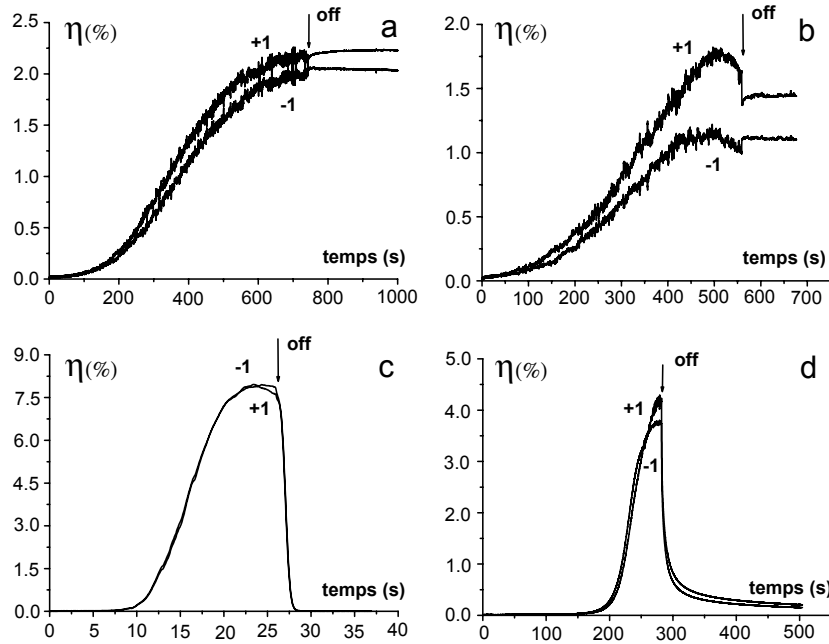 η(%)
+1
off
a
-1
temps (s)
2.5
2.0
1.5
1.0
0.5
0.0
0 200 400 600 800 1000
η(%)
+1
off
b
-1
temps (s)
2.0
1.5
1.0
0.5
0.0
0 100 200 300 400 500 600 700
η(%)
-1
+1
off
c
temps (s)
9.0
7.5
6.0
4.5
3.0
1.5
0.0
0 5 10 15 20 25 30 35 40
η(%)
+1
-1
off
d
temps (s)
5.0
4.0
3.0
2.0
1.0
0.0
0 100 200 300 400 500